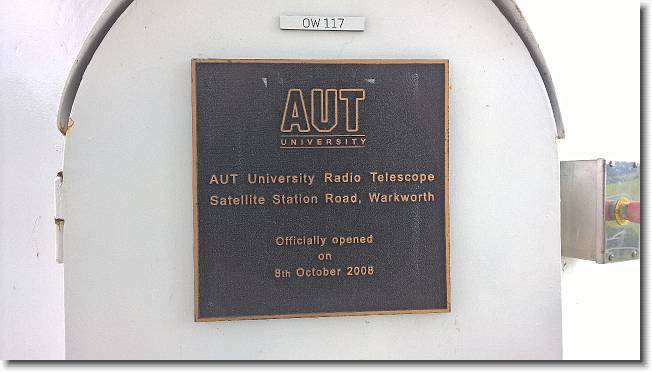 OW 117
AUT
UNIVERSITY
AUT University Radio Telescope
Satellite Station Road, Warkworth
Officially opened
on
8th October 2008